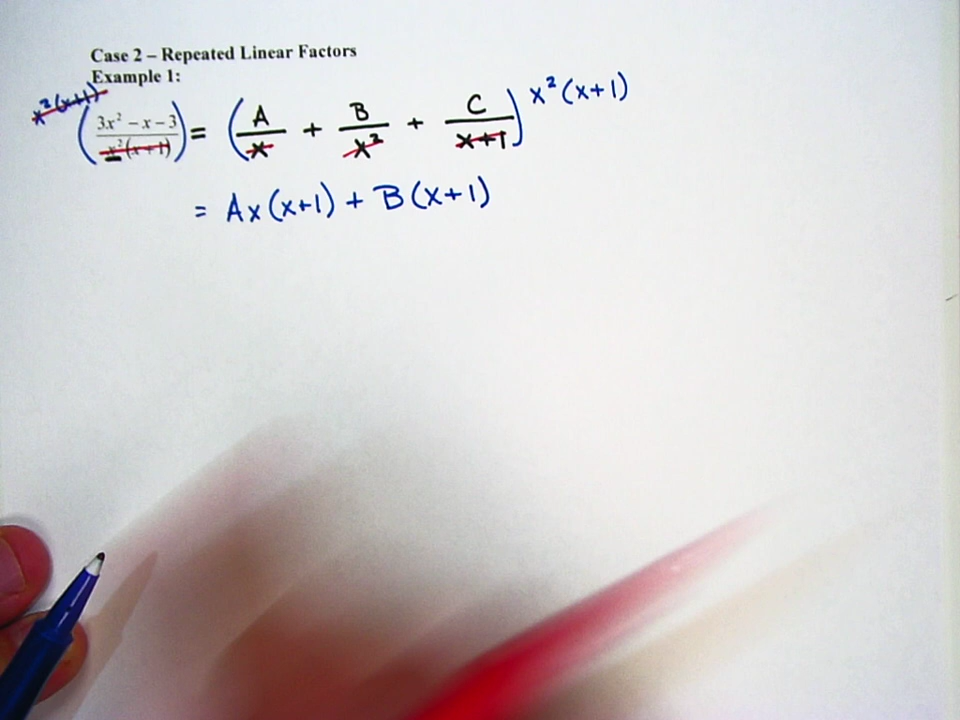 Case 2 – Repeated Linear Factors
Example 1:
x²(x+1) (3x² – x – 3 / x²(x + 1)) = (A/x + B/x² + C/x+1) x²(x+1)
= Ax(x+1) + B(x+1)